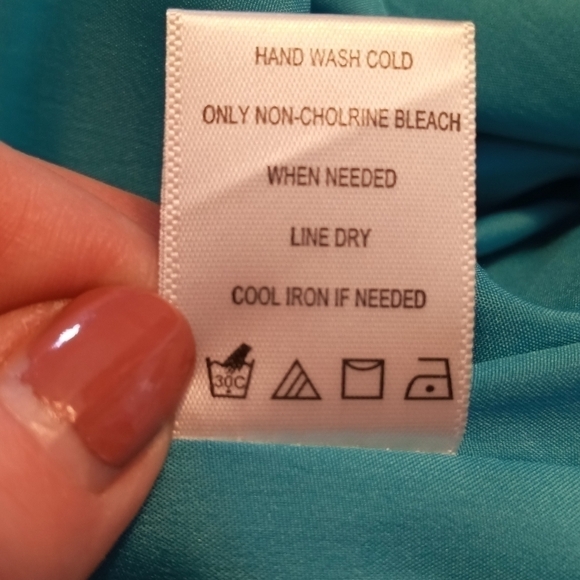 HAND WASH COLD
ONLY NON-CHOLRINE BLEACH
WHEN NEEDED
LINE DRY
COOL IRON IF NEEDED
30C